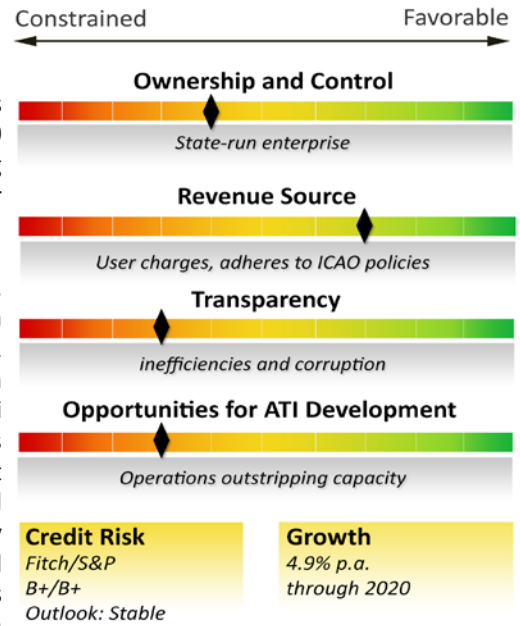 Constrained Favorable
Ownership and Control
State-run enterprise
Revenue Source
User charges, adheres to ICAO policies
Transparency
inefficiencies and corruption
Opportunities for ATI Development
Operations outstripping capacity
Credit Risk
Fitch/S&P
B+/B+
Outlook: Stable
Growth
4.9% p.a.
through 2020